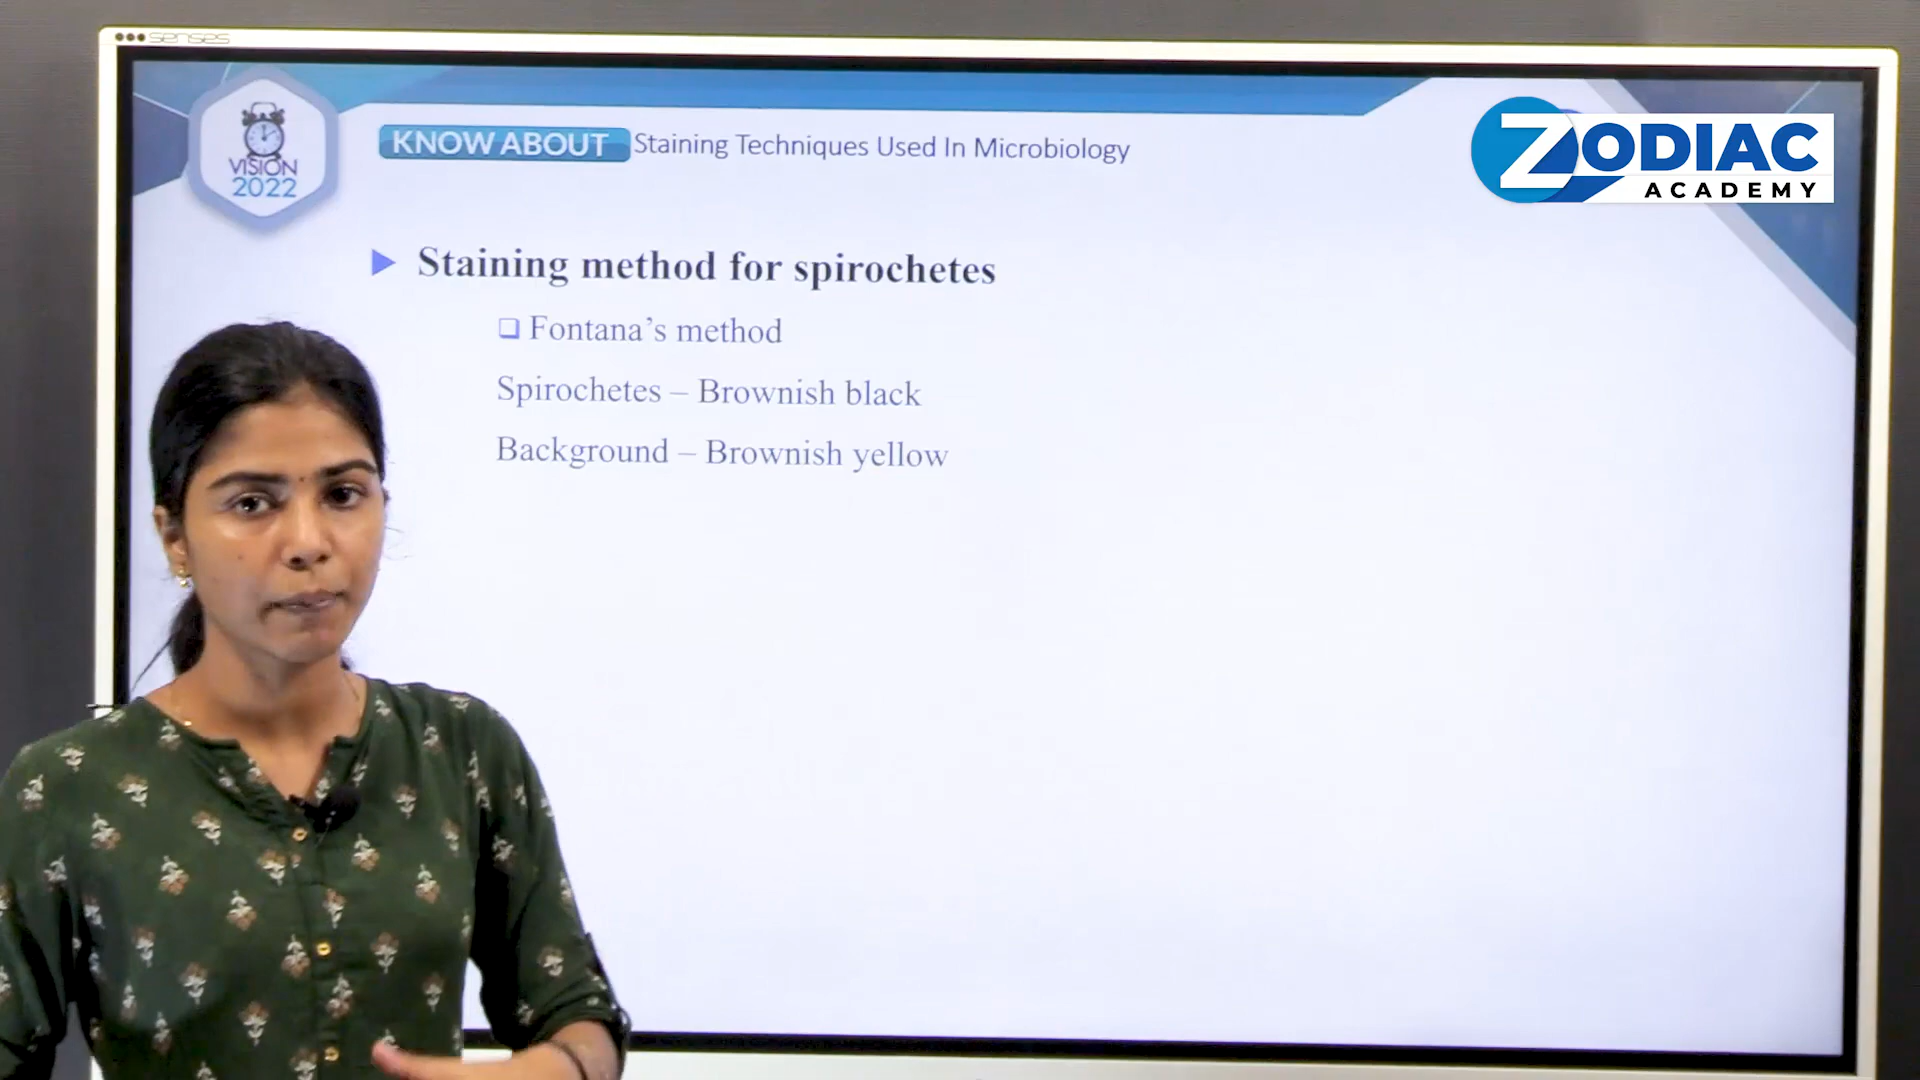 senses
VISION
2022
KNOW ABOUT Staining Techniques Used In Microbiology
ZODIAC
ACADEMY
Staining method for spirochetes
Fontana's method
Spirochetes – Brownish black
Background – Brownish yellow